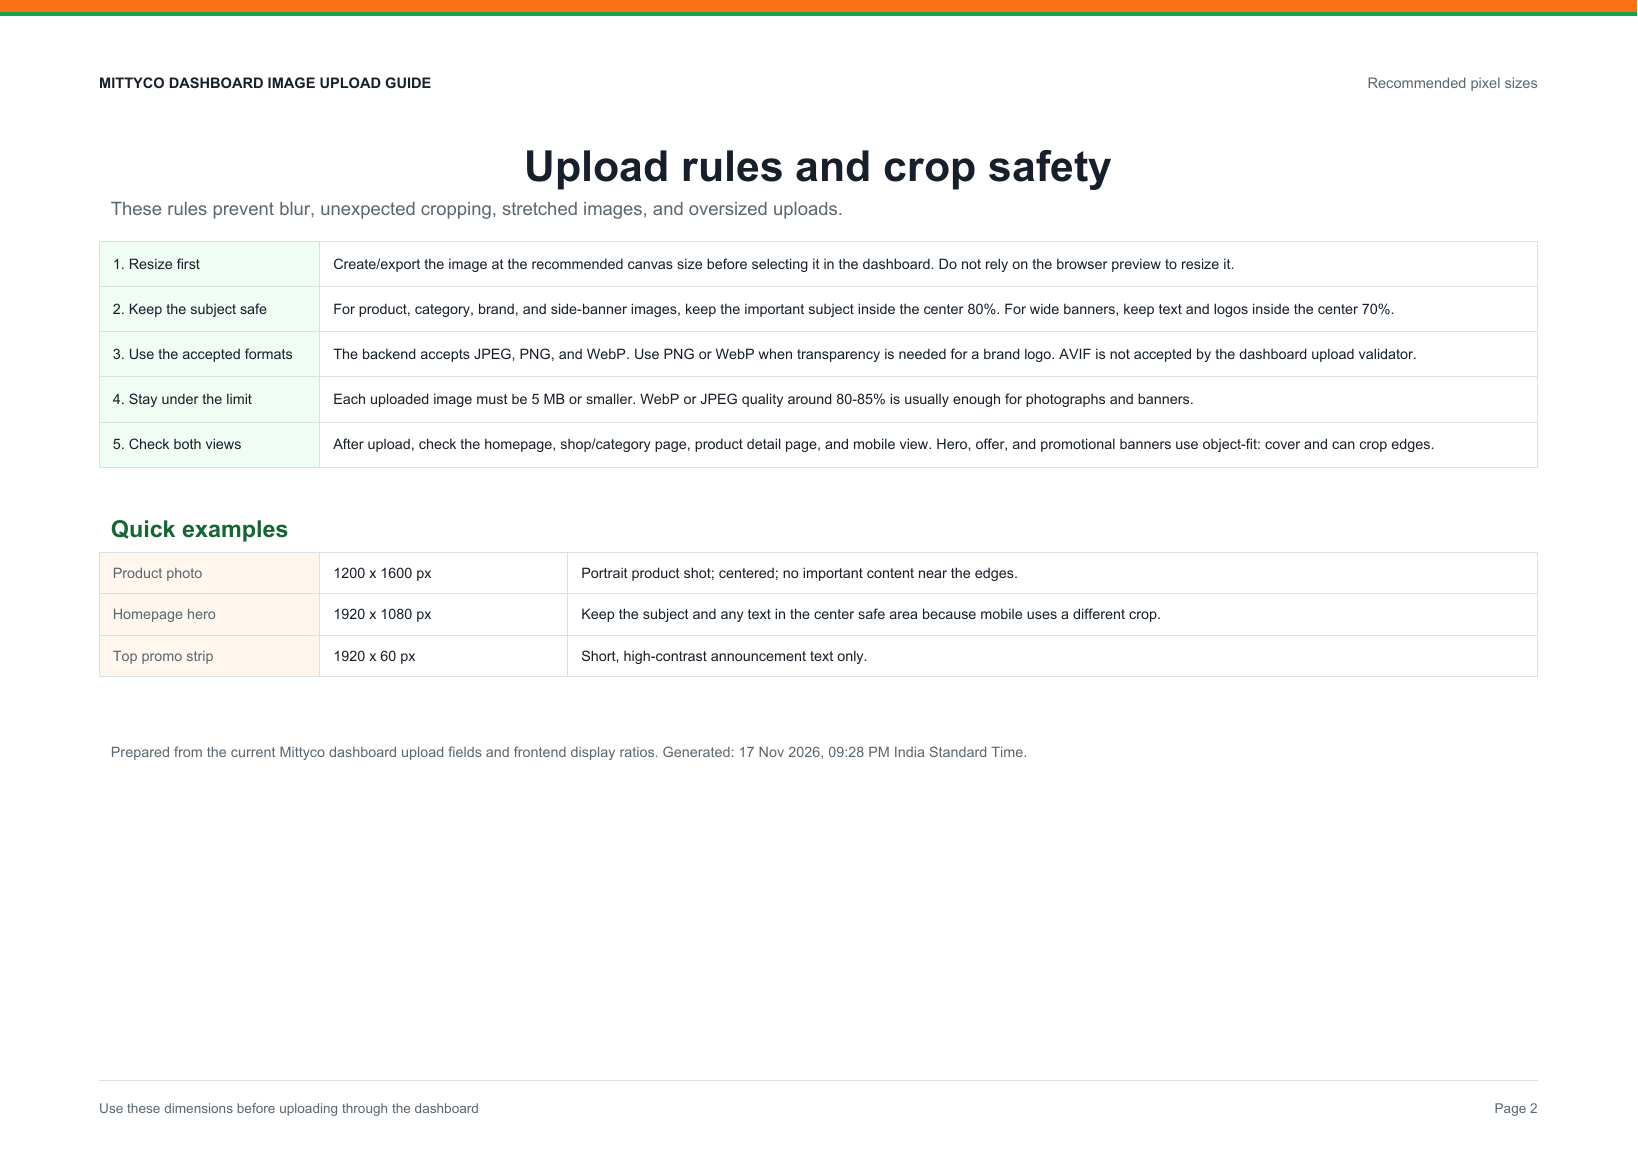 MITTYCO DASHBOARD IMAGE UPLOAD GUIDE
Recommended pixel sizes
Upload rules and crop safety
These rules prevent blur, unexpected cropping, stretched images, and oversized uploads.
1. Resize first
Create/export the image at the recommended canvas size before selecting it in the dashboard. Do not rely on the browser preview to resize it.
2. Keep the subject safe
For product, category, brand, and side-banner images, keep the important subject inside the center 80%. For wide banners, keep text and logos inside the center 70%.
3. Use the accepted formats
The backend accepts JPEG, PNG, and WebP. Use PNG or WebP when transparency is needed for a brand logo. AVIF is not accepted by the dashboard upload validator.
4. Stay under the limit
Each uploaded image must be 5 MB or smaller. WebP or JPEG quality around 80-85% is usually enough for photographs and banners.
5. Check both views
After upload, check the homepage, shop/category page, product detail page, and mobile view. Hero, offer, and promotional banners use object-fit: cover and can crop edges.
Quick examples
Product photo
1200 x 1600 px
Portrait product shot; centered; no important content near the edges.
Homepage hero
1920 x 1080 px
Keep the subject and any text in the center safe area because mobile uses a different crop.
Top promo strip
1920 x 60 px
Short, high-contrast announcement text only.
Prepared from the current Mittyco dashboard upload fields and frontend display ratios. Generated: 17 Nov 2026, 09:28 PM India Standard Time.
Use these dimensions before uploading through the dashboard
Page 2